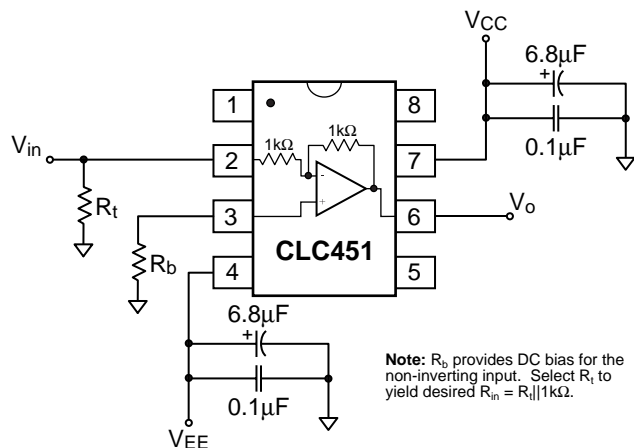 VCC
6.8µF
+
0.1µF
1
8
1kΩ
1kΩ
Vin
2
7
-
Rt
+
Vo
3
6
Rb
CLC451
4
5
6.8µF
+
0.1µF
VEE
Note: Rb provides DC bias for the
non-inverting input. Select Rt to
yield desired Rin = Rt||1kΩ.